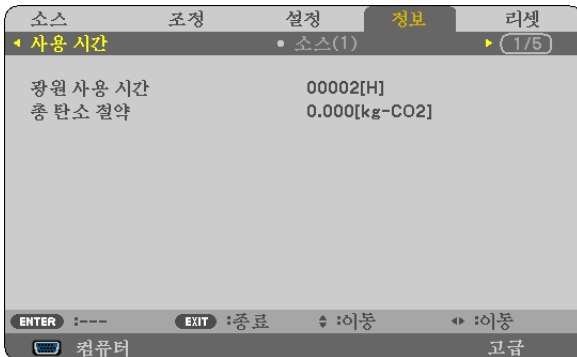 소스 조정 설정 정보 리셋
사용 시간 • 소스(1) 1/5
광원 사용 시간 00002[H]
총 탄소 절약 0.000[kg-CO2]
ENTER :--- EXIT :종료 :이동 :이동
컴퓨터 고급